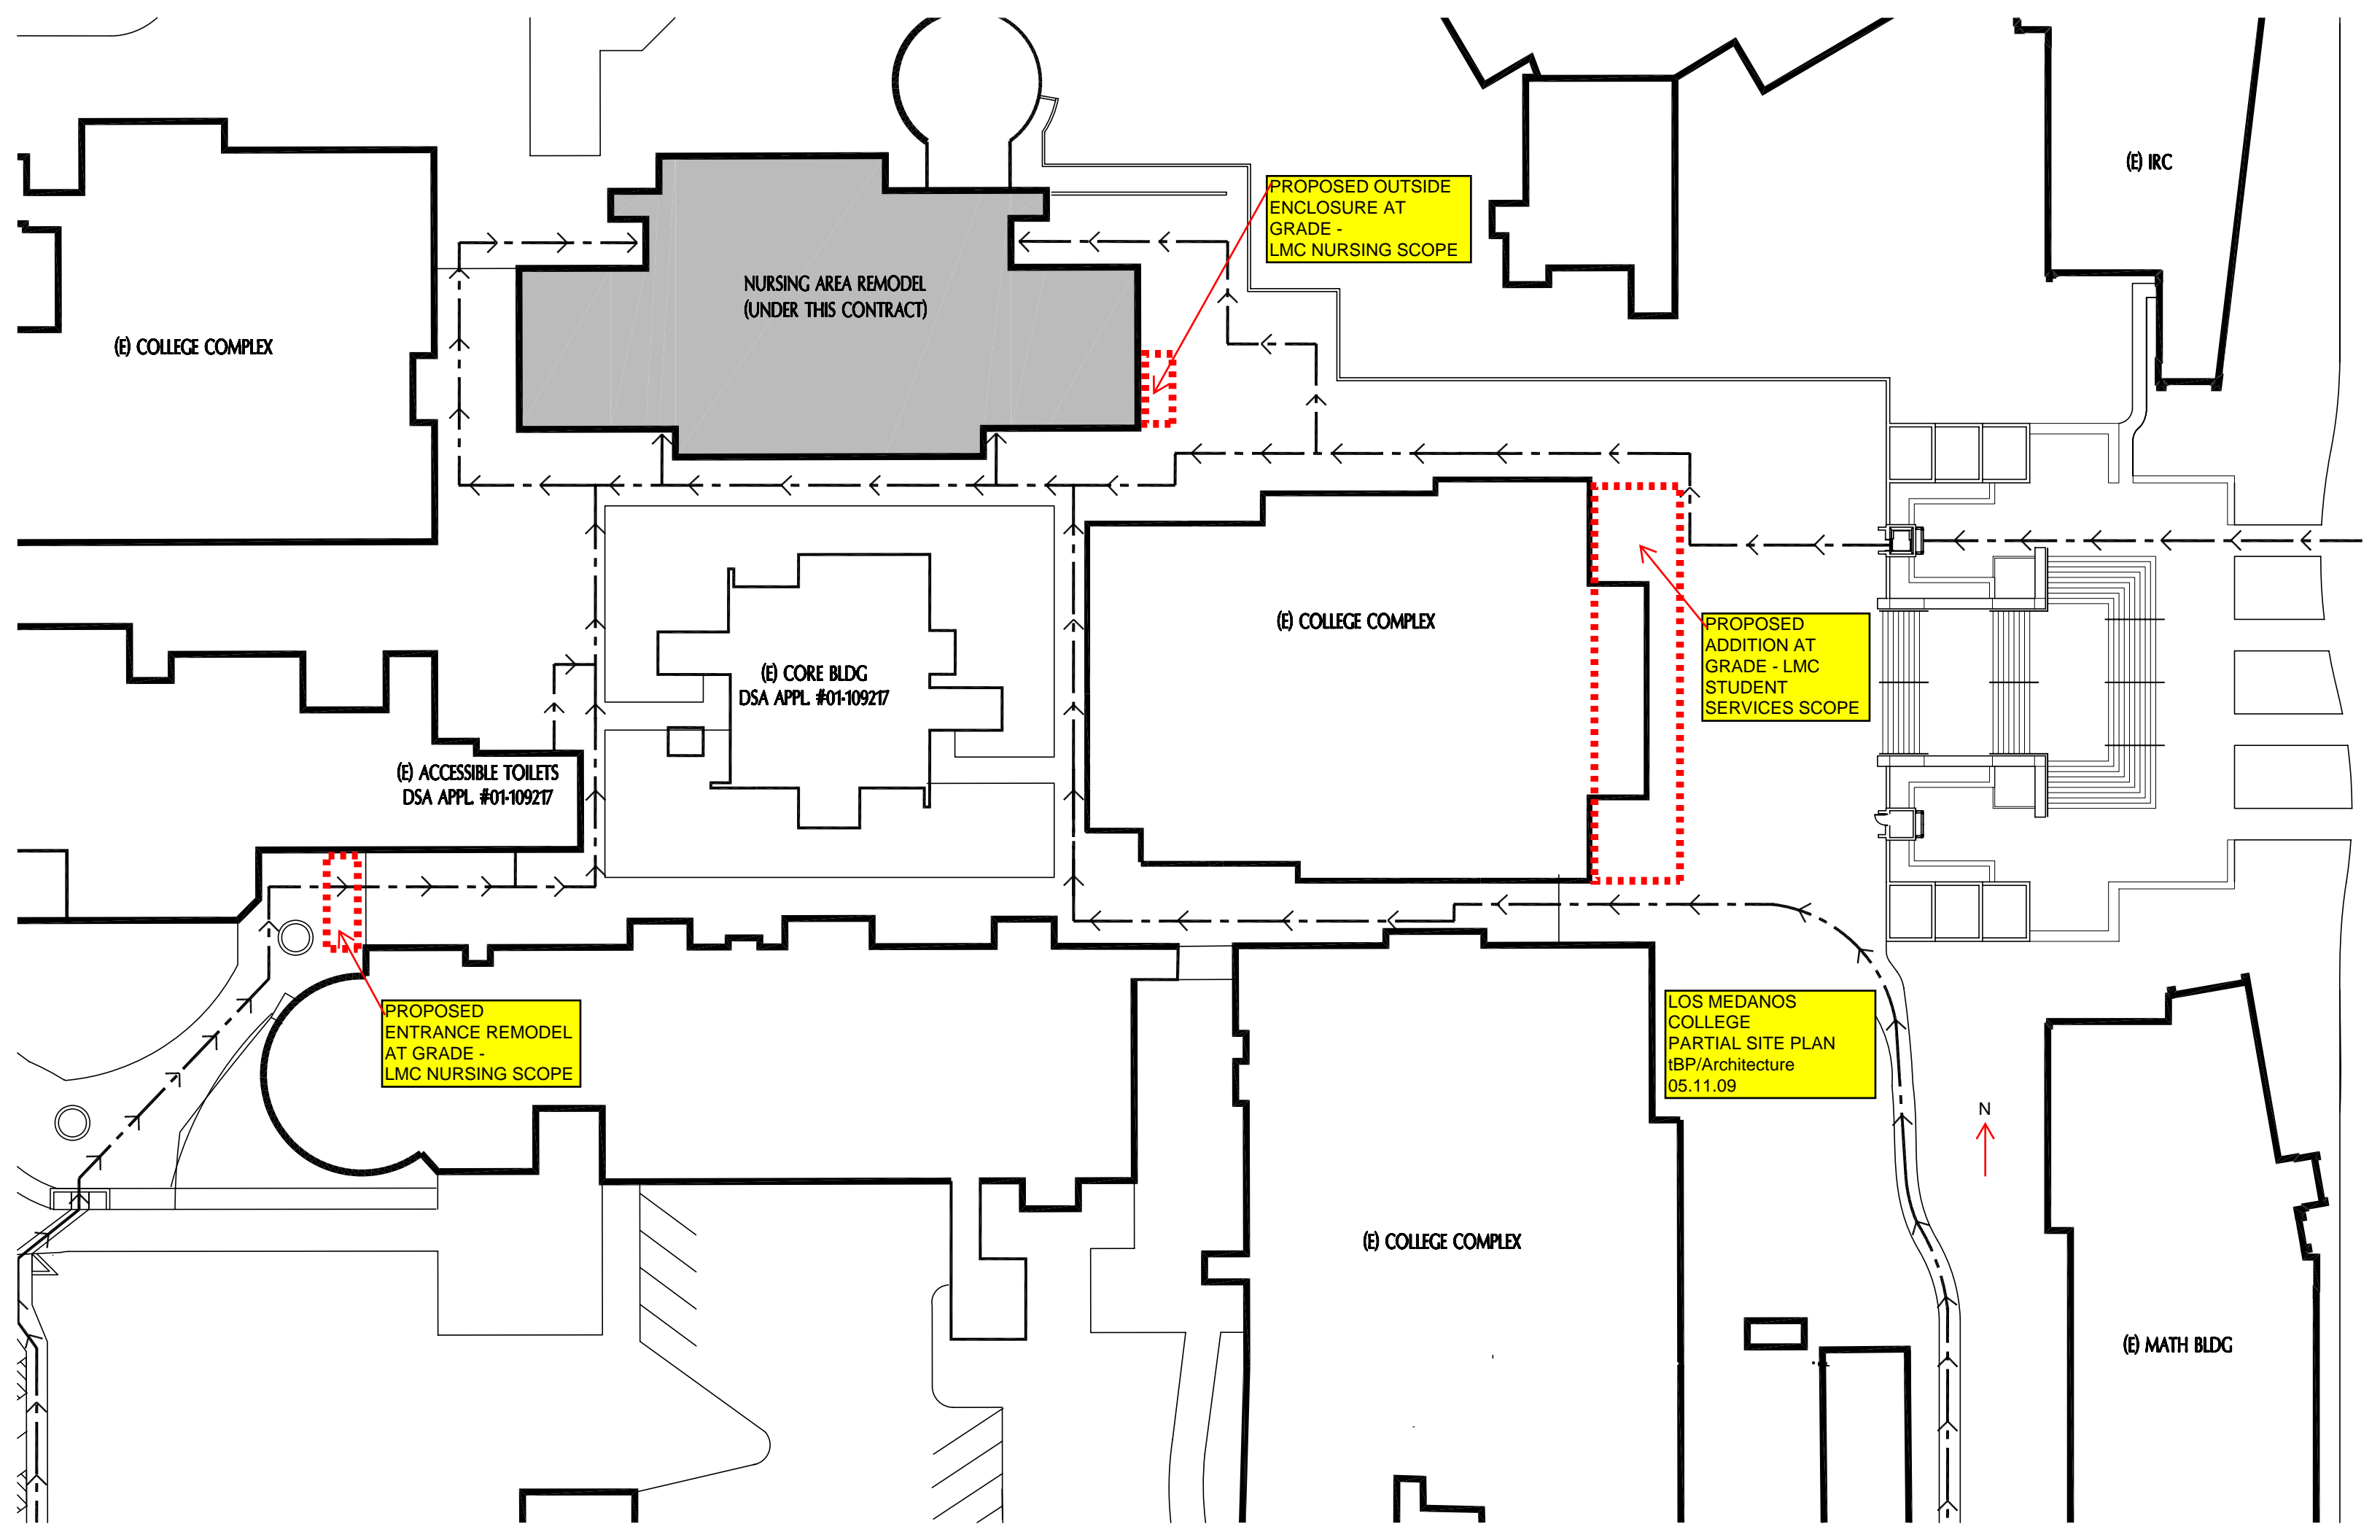 (E) IRC
PROPOSED OUTSIDE
ENCLOSURE AT
GRADE -
LMC NURSING SCOPE
NURSING AREA REMODEL
(UNDER THIS CONTRACT)
(E) COLLEGE COMPLEX
(E) COLLEGE COMPLEX
PROPOSED
ADDITION AT
GRADE - LMC
STUDENT
SERVICES SCOPE
(E) CORE BLDG
DSA APPL. #01-109217
(E) ACCESSIBLE TOILETS
DSA APPL. #01-109217
PROPOSED
ENTRANCE REMODEL
AT GRADE -
LMC NURSING SCOPE
LOS MEDANOS
COLLEGE
PARTIAL SITE PLAN
tBP/Architecture
05.11.09
N
(E) COLLEGE COMPLEX
(E) MATH BLDG